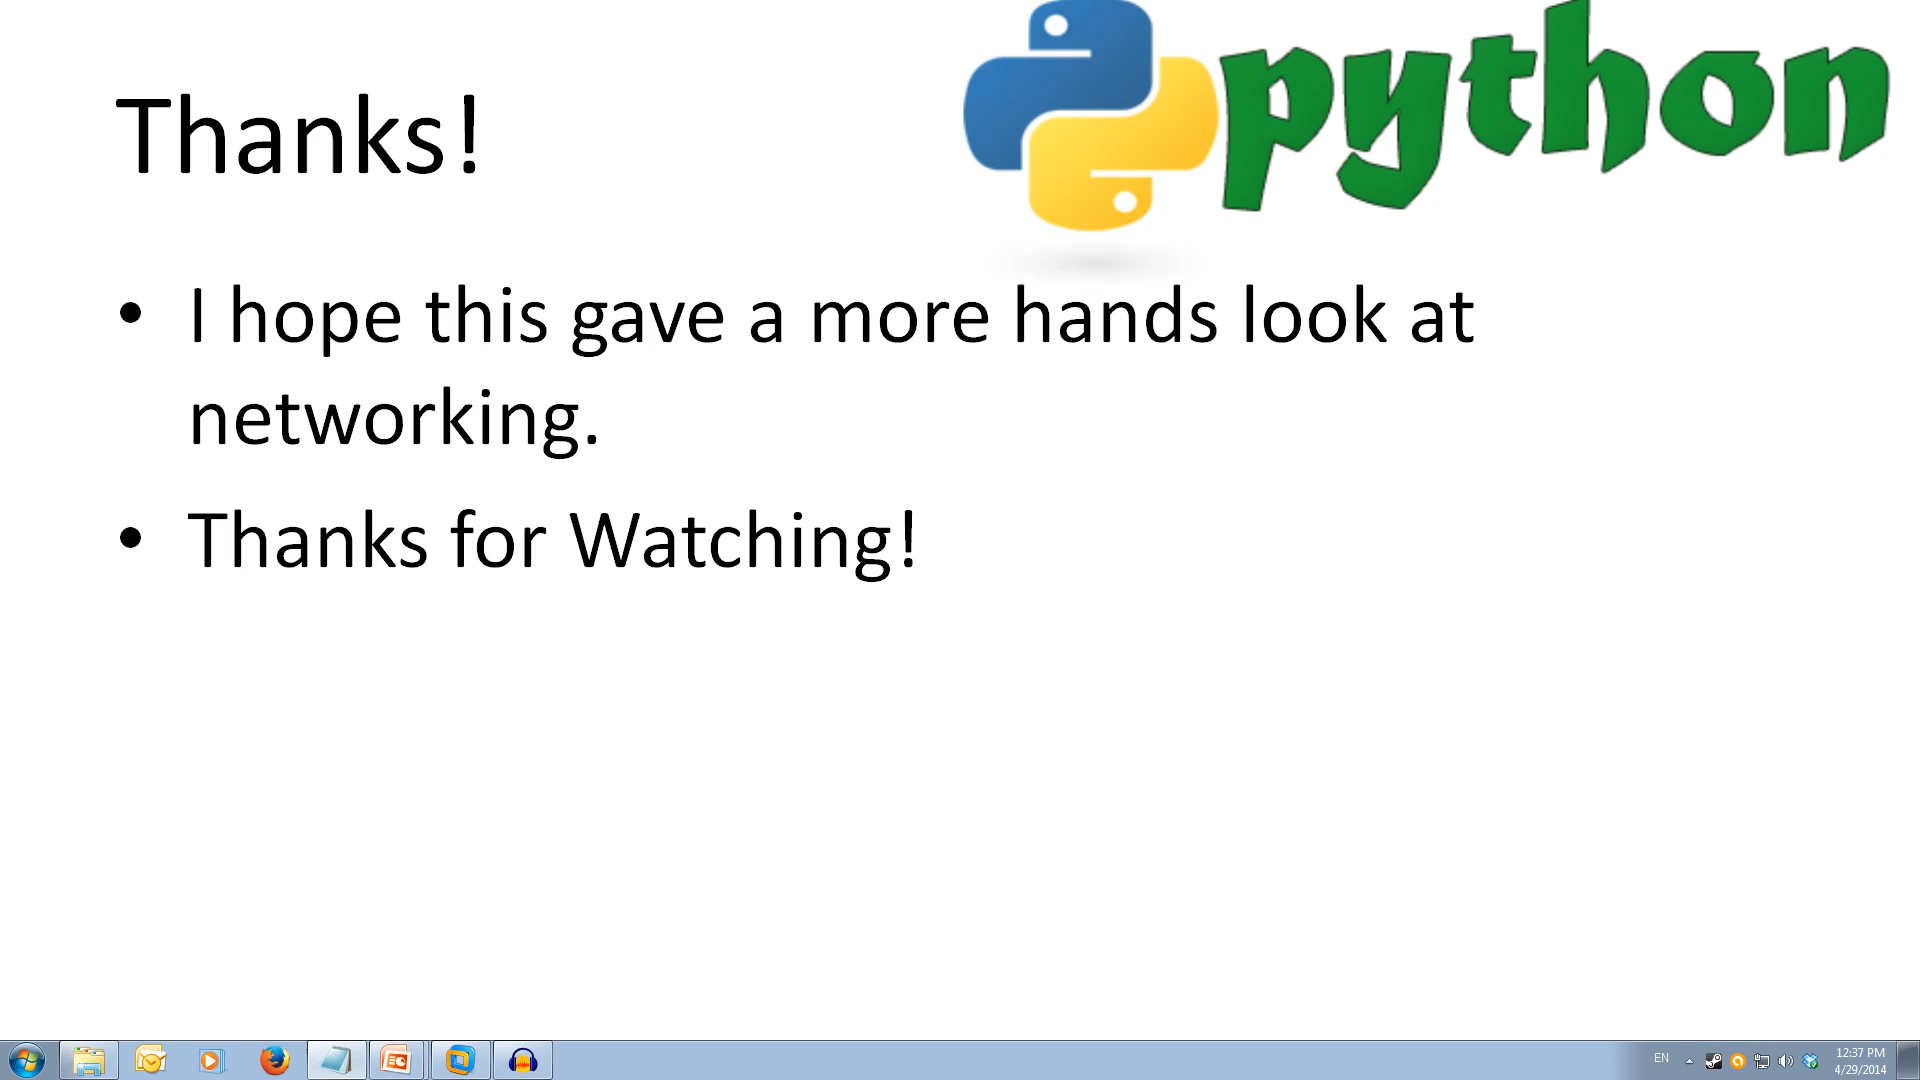 python
Thanks!
• I hope this gave a more hands look at
networking.
• Thanks for Watching!
EN
12:37 PM
4/29/2014